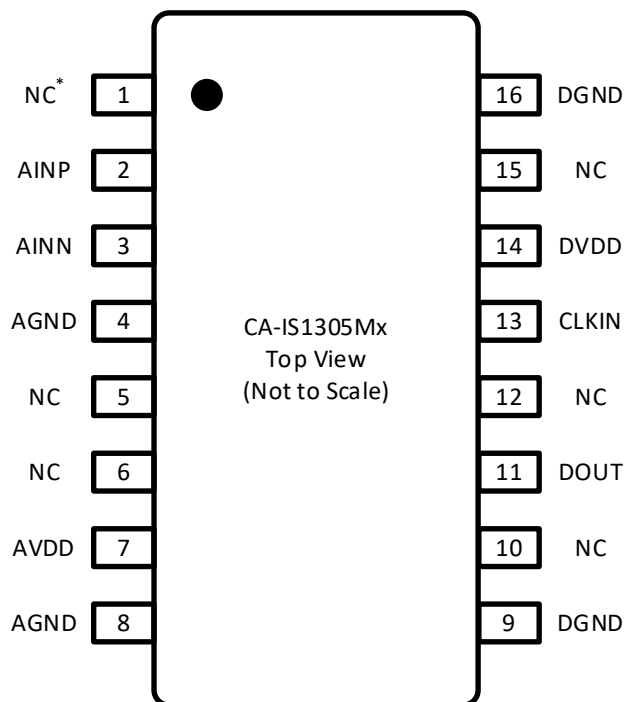 NC* 1 16 DGND
AINP 2 15 NC
AINN 3 14 DVDD
AGND 4 13 CLKIN
CA-IS1305Mx
Top View
(Not to Scale)
NC 5 12 NC
NC 6 11 DOUT
AVDD 7 10 NC
AGND 8 9 DGND